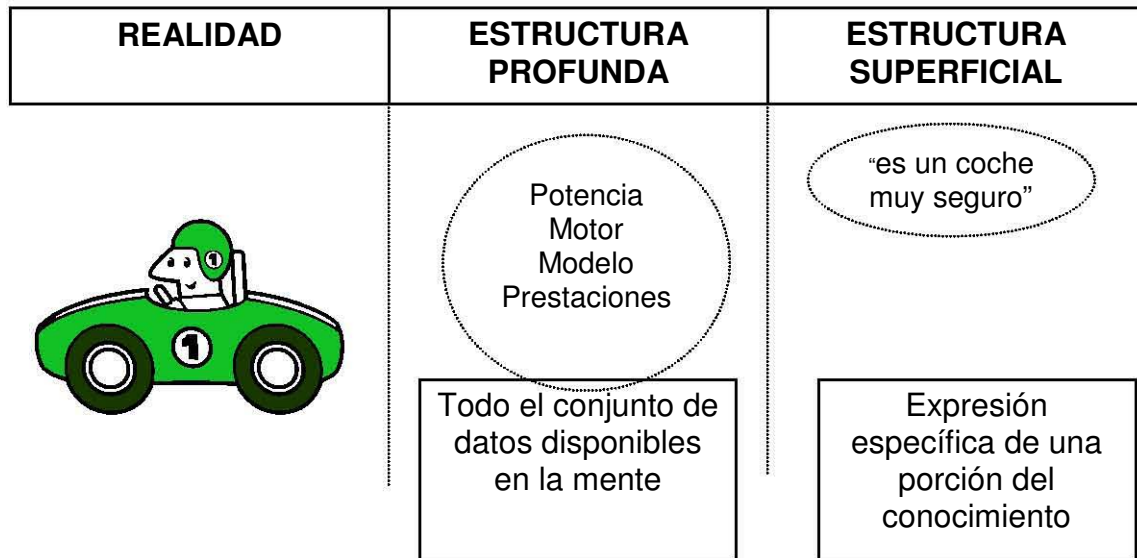 REALIDAD
ESTRUCTURA
PROFUNDA
ESTRUCTURA
SUPERFICIAL
Potencia
Motor
Modelo
Prestaciones
“es un coche
muy seguro”
1
1
Todo el conjunto de
datos disponibles
en la mente
Expresión
específica de una
porción del
conocimiento